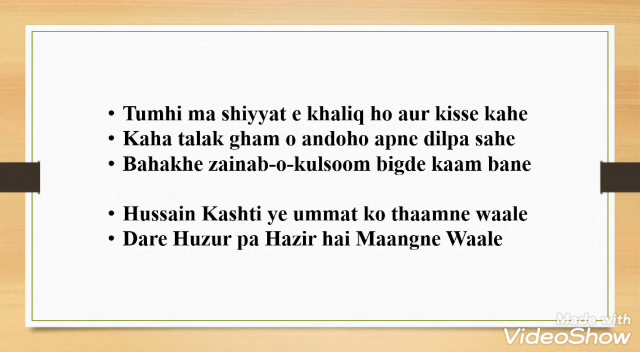 • Tumhi ma shiyyat e khaliq ho aur kisse kahe
• Kaha talak gham o andoho apne dilpa sahe
• Bahakhe zainab-o-kulsoom bigde kaam bane
• Hussain Kashti ye ummat ko thaamne waale
• Dare Huzur pa Hazir hai Maangne Waale
Made with
VideoShow